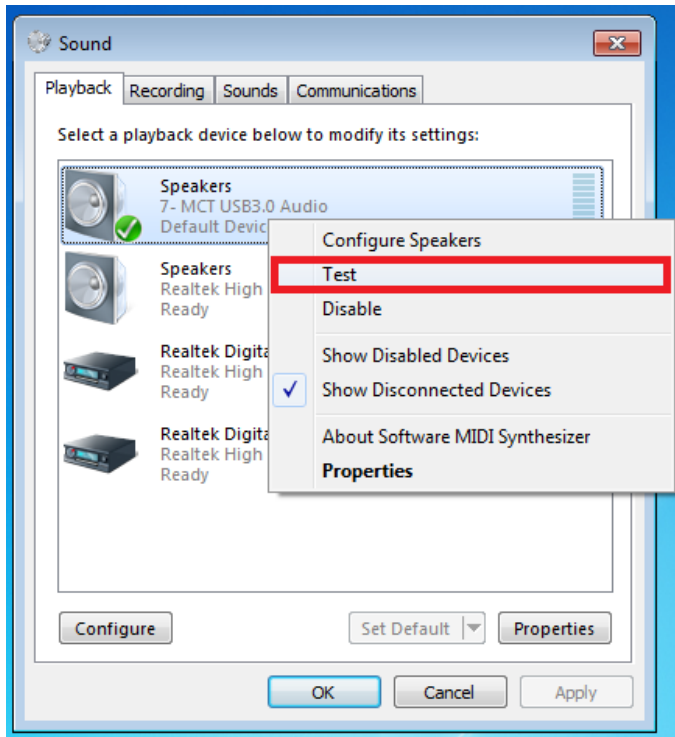 Sound
Playback Recording Sounds Communications
Select a playback device below to modify its settings:
Speakers
7- MCT USB3.0 Audio
Default Devic
Speakers
Realtek High
Ready
Realtek Digita
Realtek High
Ready
Realtek Digita
Realtek High
Ready
Configure Speakers
Test
Disable
Show Disabled Devices
Show Disconnected Devices
About Software MIDI Synthesizer
Properties
Configure Set Default Properties
OK Cancel Apply